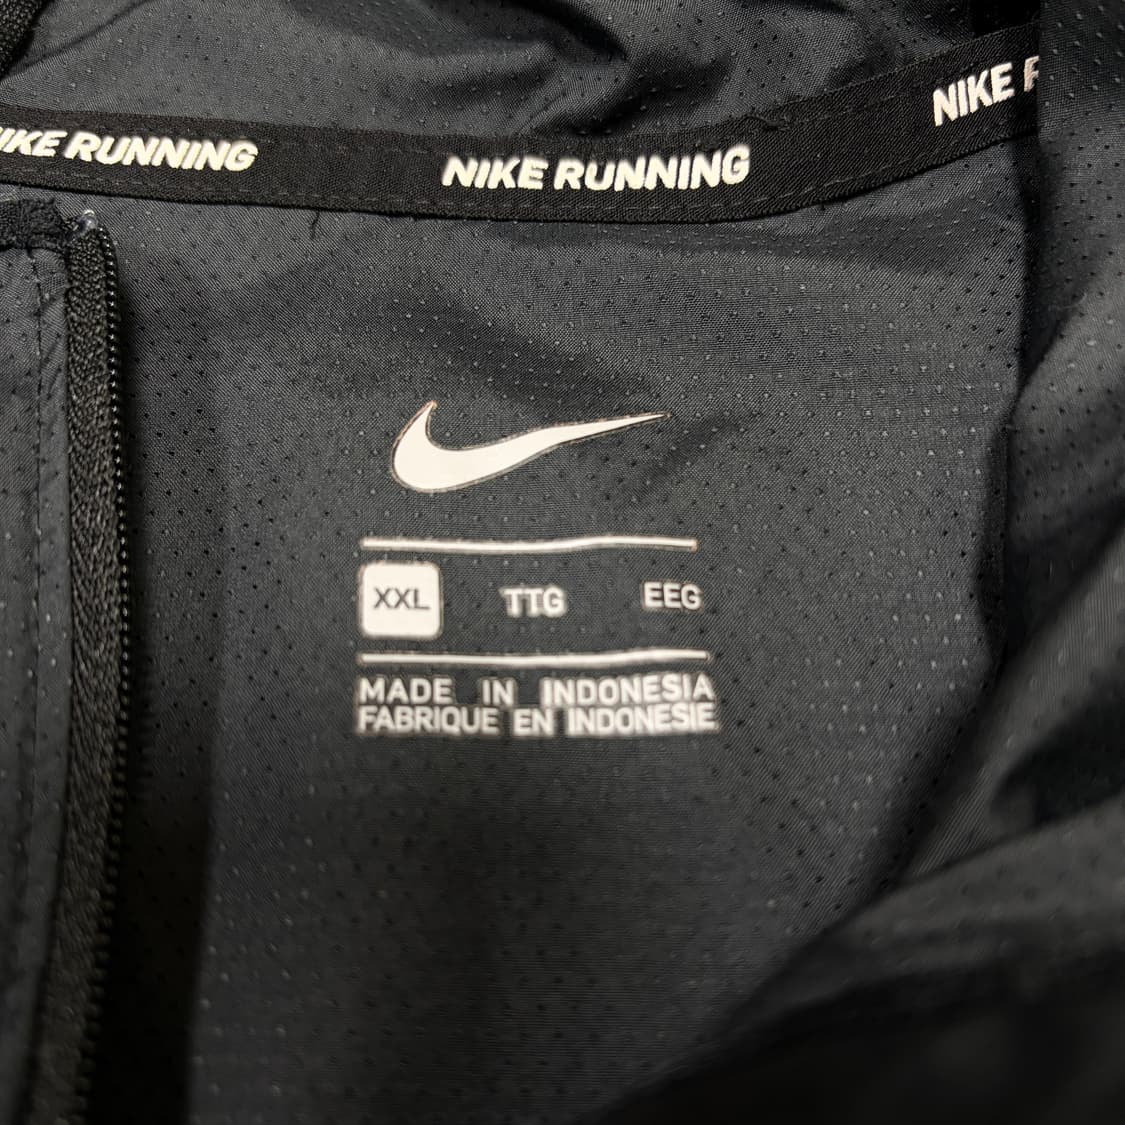 IKE RUNNING
NIKE RUNNING
NIKE R
XXL TTG EEG
MADE IN INDONESIA
FABRIQUE EN INDONESIE